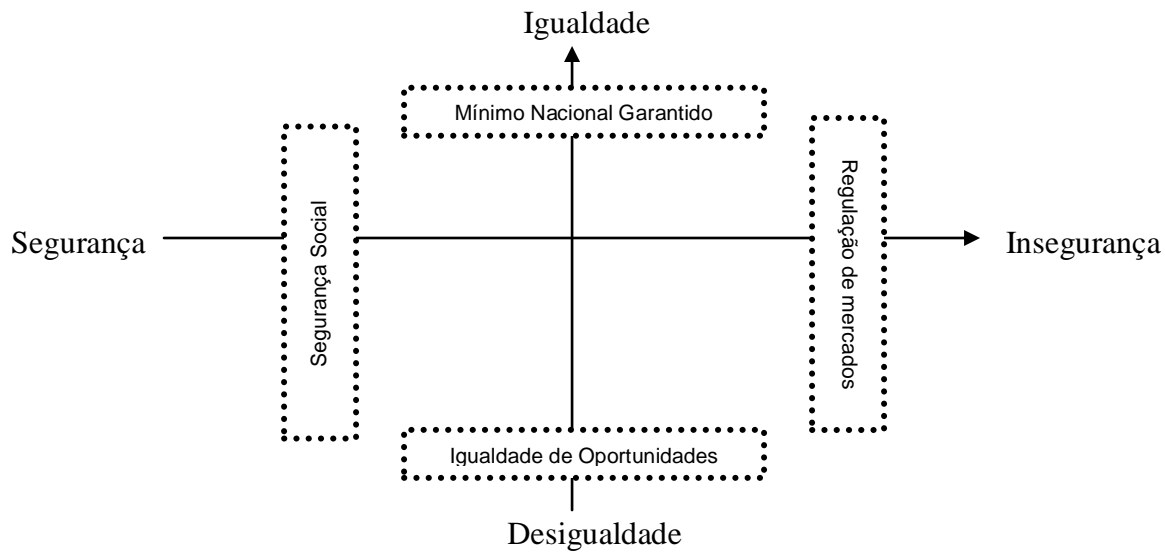 Igualdade
Mínimo Nacional Garantido
Segurança
Segurança Social
Regulação de mercados
Insegurança
Igualdade de Oportunidades
Desigualdade